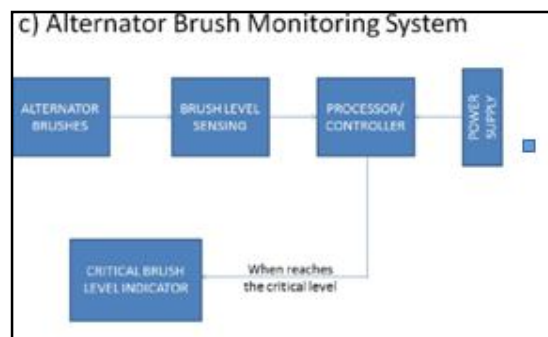 c) Alternator Brush Monitoring System
ALTERNATOR
BRUSHES
BRUSH LEVEL
SENSING
PROCESSOR/
CONTROLLER
POWER
SUPPLY
CRITICAL BRUSH
LEVEL INDICATOR
When reaches
the critical level